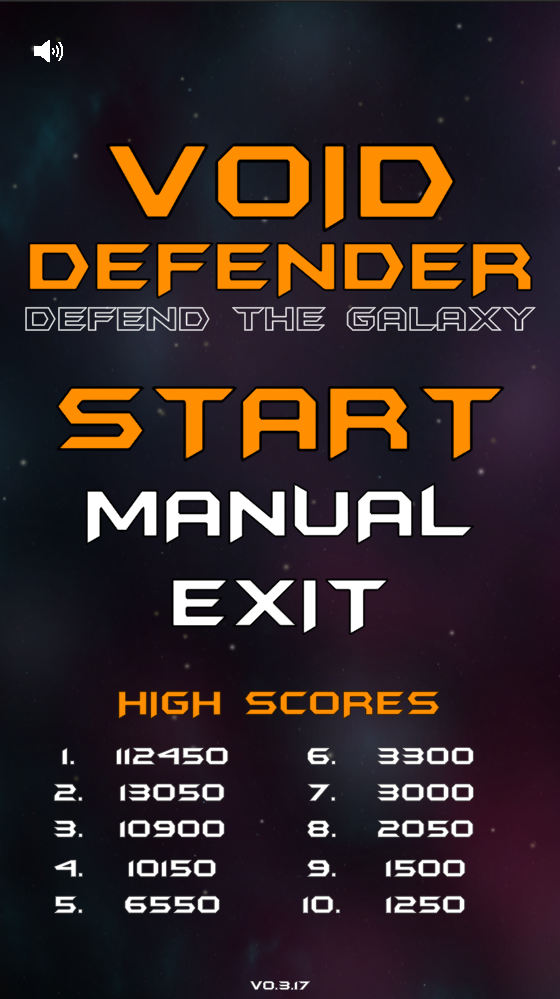 VOID
DEFENDER
DEFEND THE GALAXY
START
MANUAL
EXIT
HIGH SCORES
1. 112450 6. 3300
2. 13050 7. 3000
3. 10900 8. 2050
4. 10150 9. 1500
5. 6550 10. 1250
V0.3.17